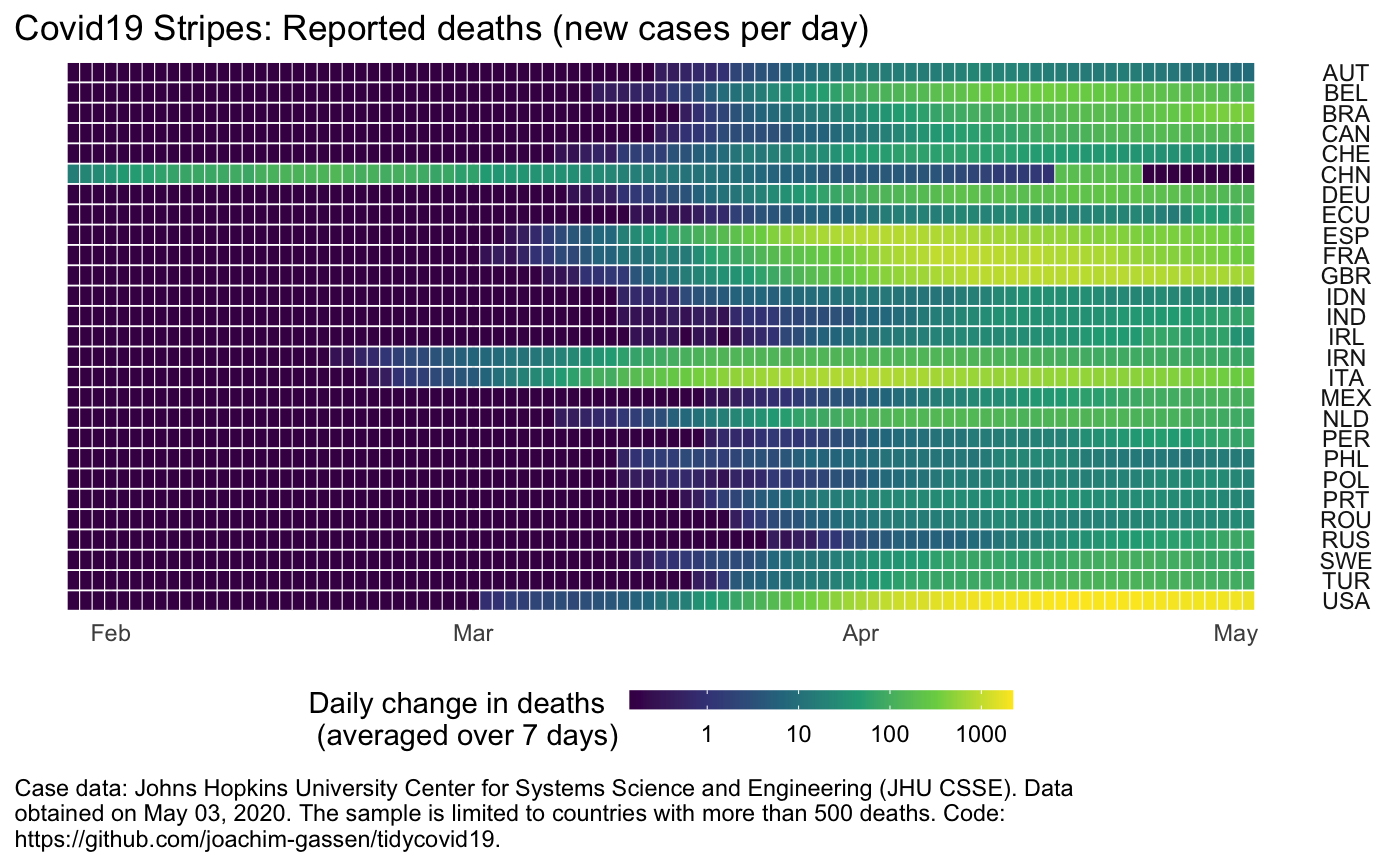 Covid19 Stripes: Reported deaths (new cases per day)
AUT
BEL
BRA
CAN
CHE
CHN
DEU
ECU
ESP
FRA
GBR
IDN
IND
IRL
IRN
ITA
MEX
NLD
PER
PHL
POL
PRT
ROU
RUS
SWE
TUR
USA
Feb Mar Apr May
Daily change in deaths
(averaged over 7 days)
1 10 100 1000
Case data: Johns Hopkins University Center for Systems Science and Engineering (JHU CSSE). Data
obtained on May 03, 2020. The sample is limited to countries with more than 500 deaths. Code:
https://github.com/joachim-gassen/tidycovid19.